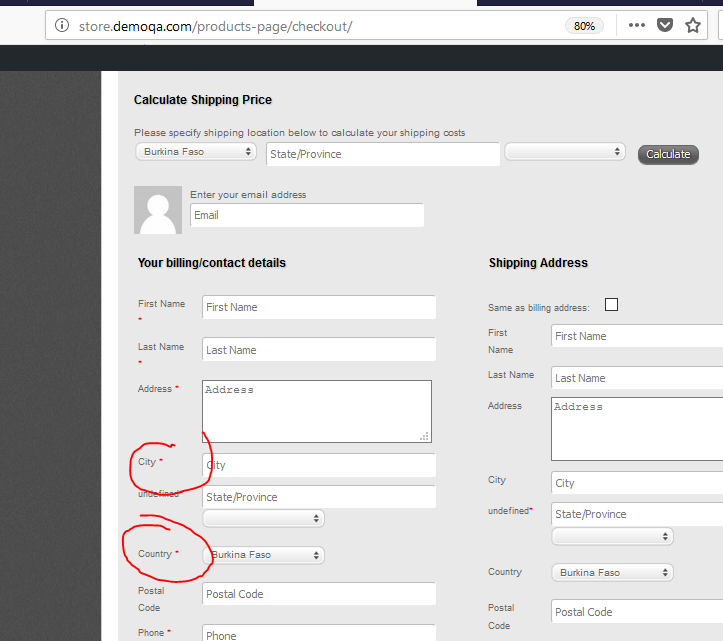 store.demoqa.com/products-page/checkout/
80%
Calculate Shipping Price
Please specify shipping location below to calculate your shipping costs
Burkina Faso State/Province Calculate
Enter your email address
Email
Your billing/contact details
Shipping Address
First Name * First Name
Last Name * Last Name
Address * Address
City * City
undefined State/Province
Country * Burkina Faso
Postal Code Postal Code
Phone * Phone
Same as billing address:
First Name First Name
Last Name Last Name
Address Address
City City
undefined* State/Province
Country Burkina Faso
Postal Code Postal Code